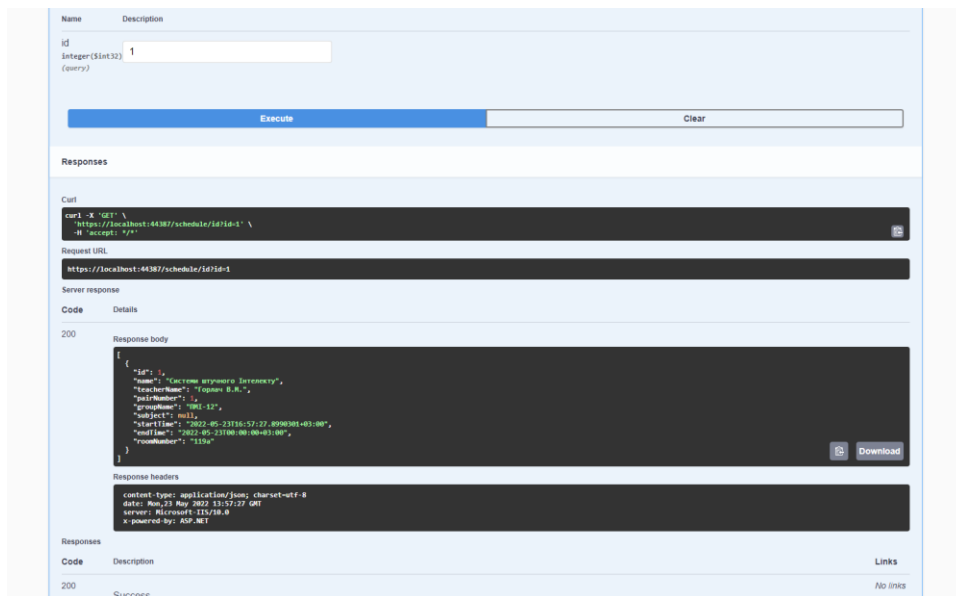 Name Description
id
integer($int32)
(query)
1
Execute Clear
Responses
Curl
curl -X 'GET' \
'https://localhost:44387/schedule/id?id=1' \
-H 'accept: */*'
Request URL
https://localhost:44387/schedule/id?id=1
Server response
Code Details
200
Response body
[
{
"id": 1,
"name": "Системи штучного Інтелекту",
"teacherName": "Горлач В.М.",
"pairNumber": 1,
"groupName": "ПМІ-12",
"subject": null,
"startTime": "2022-05-23T16:57:27.8990301+03:00",
"endTime": "2022-05-23T00:00:00+03:00",
"roomNumber": "119а"
}
]
Download
Response headers
content-type: application/json; charset=utf-8
date: Mon,23 May 2022 13:57:27 GMT
server: Microsoft-IIS/10.0
x-powered-by: ASP.NET
Responses
Code Description Links
200 No links
Success